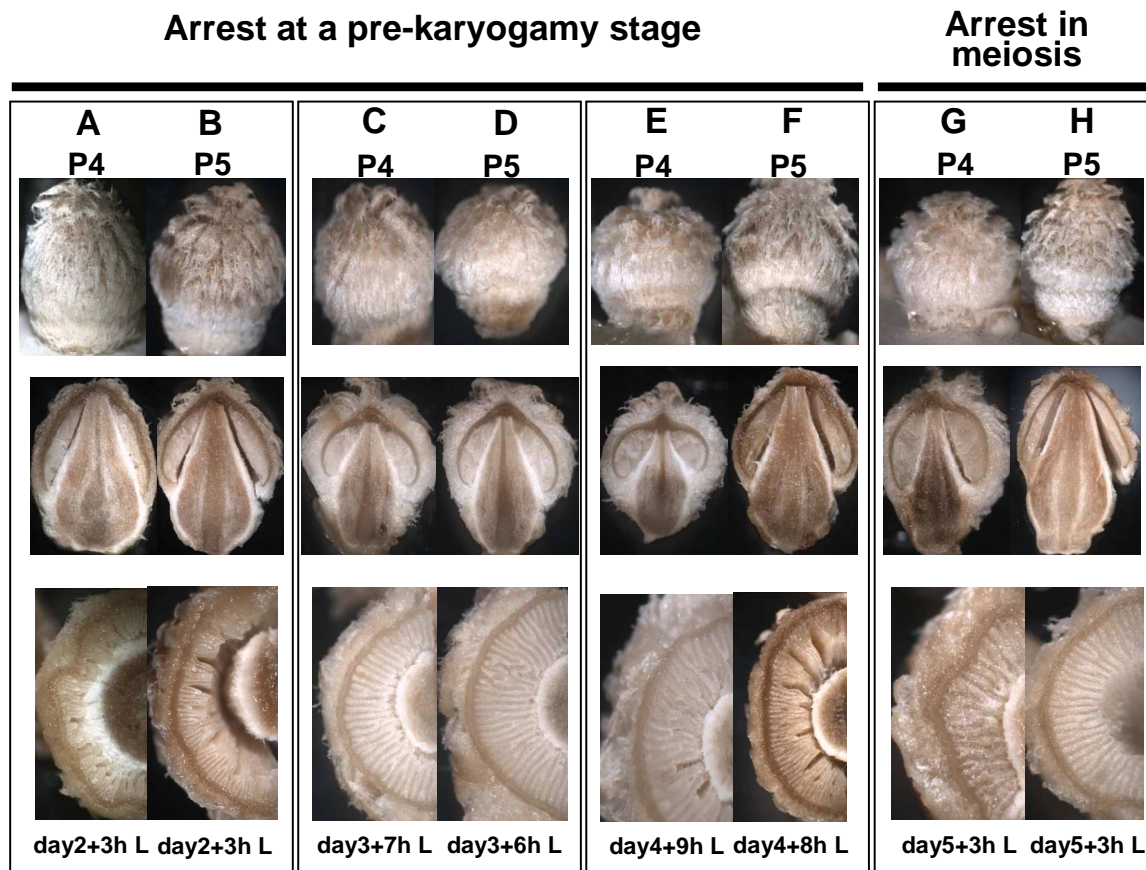 Arrest at a pre-karyogamy stage
Arrest in
meiosis
A B C D E F G H
P4 P5 P4 P5 P4 P5 P4 P5
day2+3h L day2+3h L day3+7h L day3+6h L day4+9h L day4+8h L day5+3h L day5+3h L